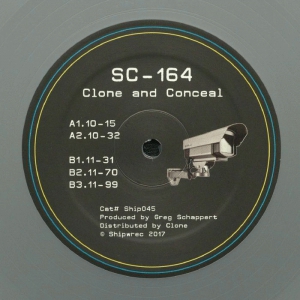 SC-164
Clone and Conceal
A1.10-15
A2.10-32
B1.11-31
B2.11-70
B3.11-99
Cat# Ship045
Produced by Greg Schappert
Distributed by Clone
© Shipwrec 2017